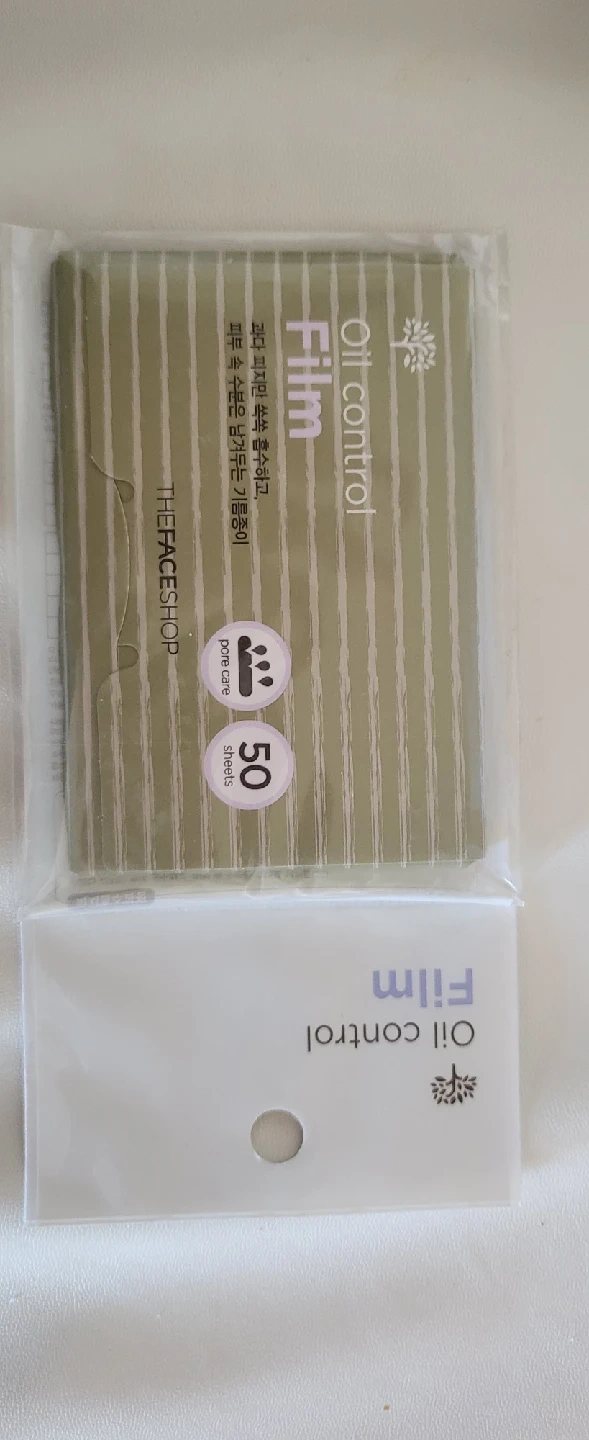 Oil control
Film
과다 피지만 쏙쏙 흡수하고,
피부 속 수분은 남겨두는 기름종이
THEFACESHOP
pore care
50
sheets
Film
Oil control